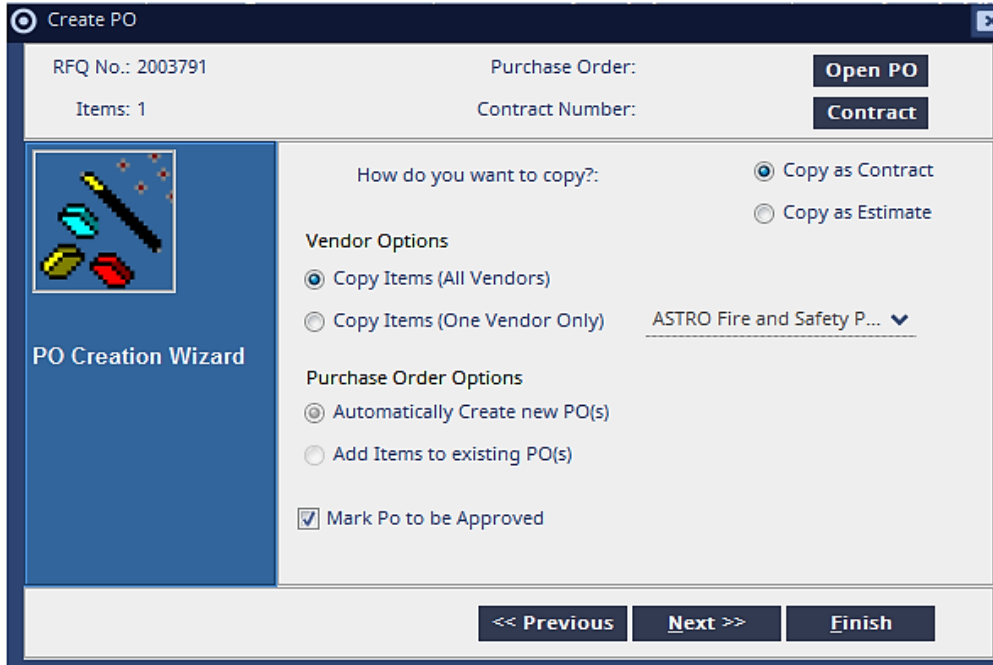 Create PO
RFQ No.: 2003791 Purchase Order: Open PO
Items: 1 Contract Number: Contract
How do you want to copy?: Copy as Contract
Copy as Estimate
Vendor Options
Copy Items (All Vendors)
Copy Items (One Vendor Only) ASTRO Fire and Safety P...
PO Creation Wizard
Purchase Order Options
Automatically Create new PO(s)
Add Items to existing PO(s)
Mark Po to be Approved
<< Previous Next >> Finish